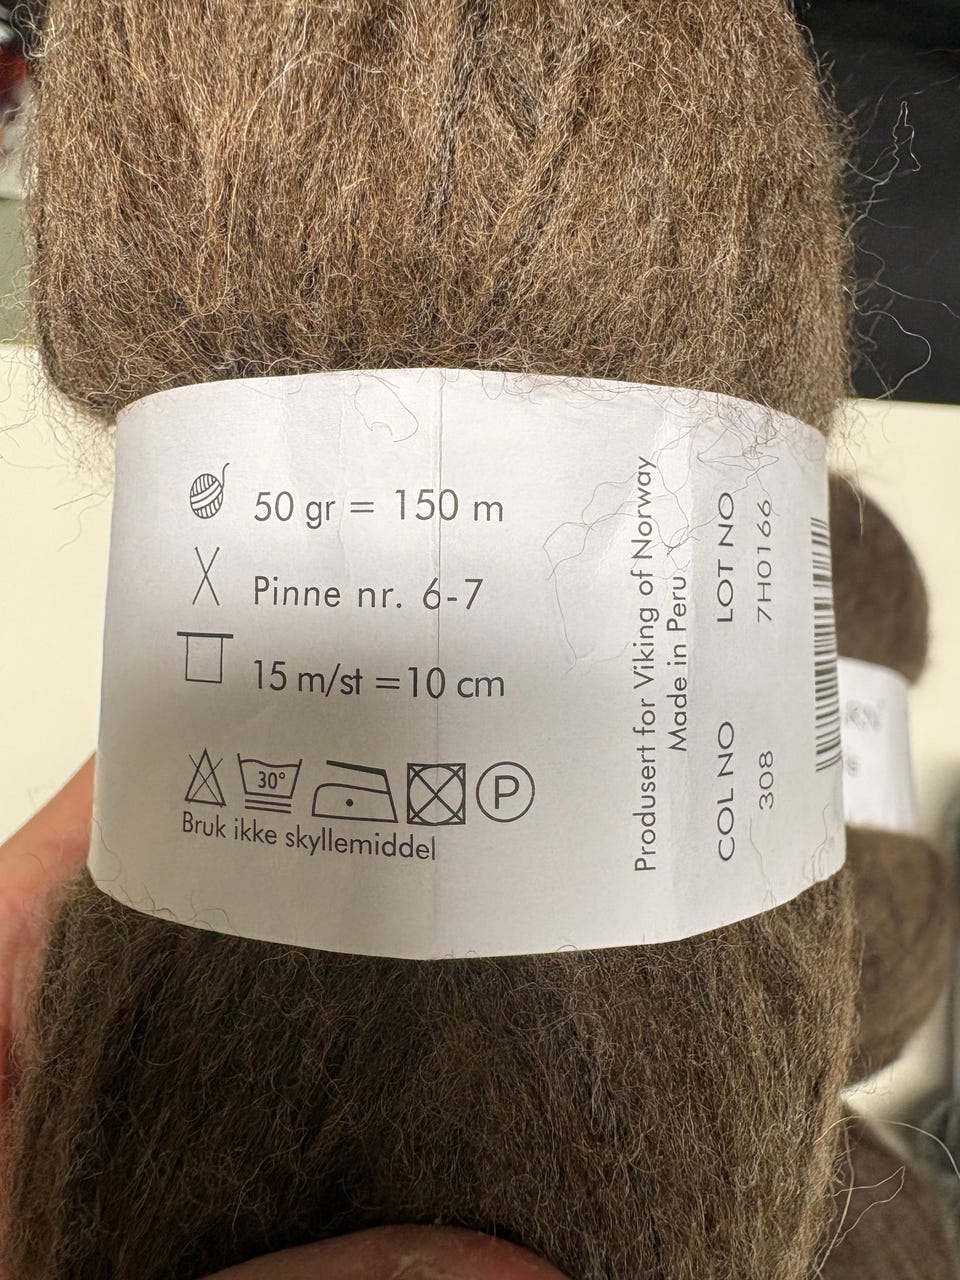 50 gr = 150 m
Pinne nr. 6-7
15 m/st =10 cm
30°
P
Bruk ikke skyllemiddel
Produsert for Viking of Norway
Made in Peru
COL NO LOT NO
308 7H0166